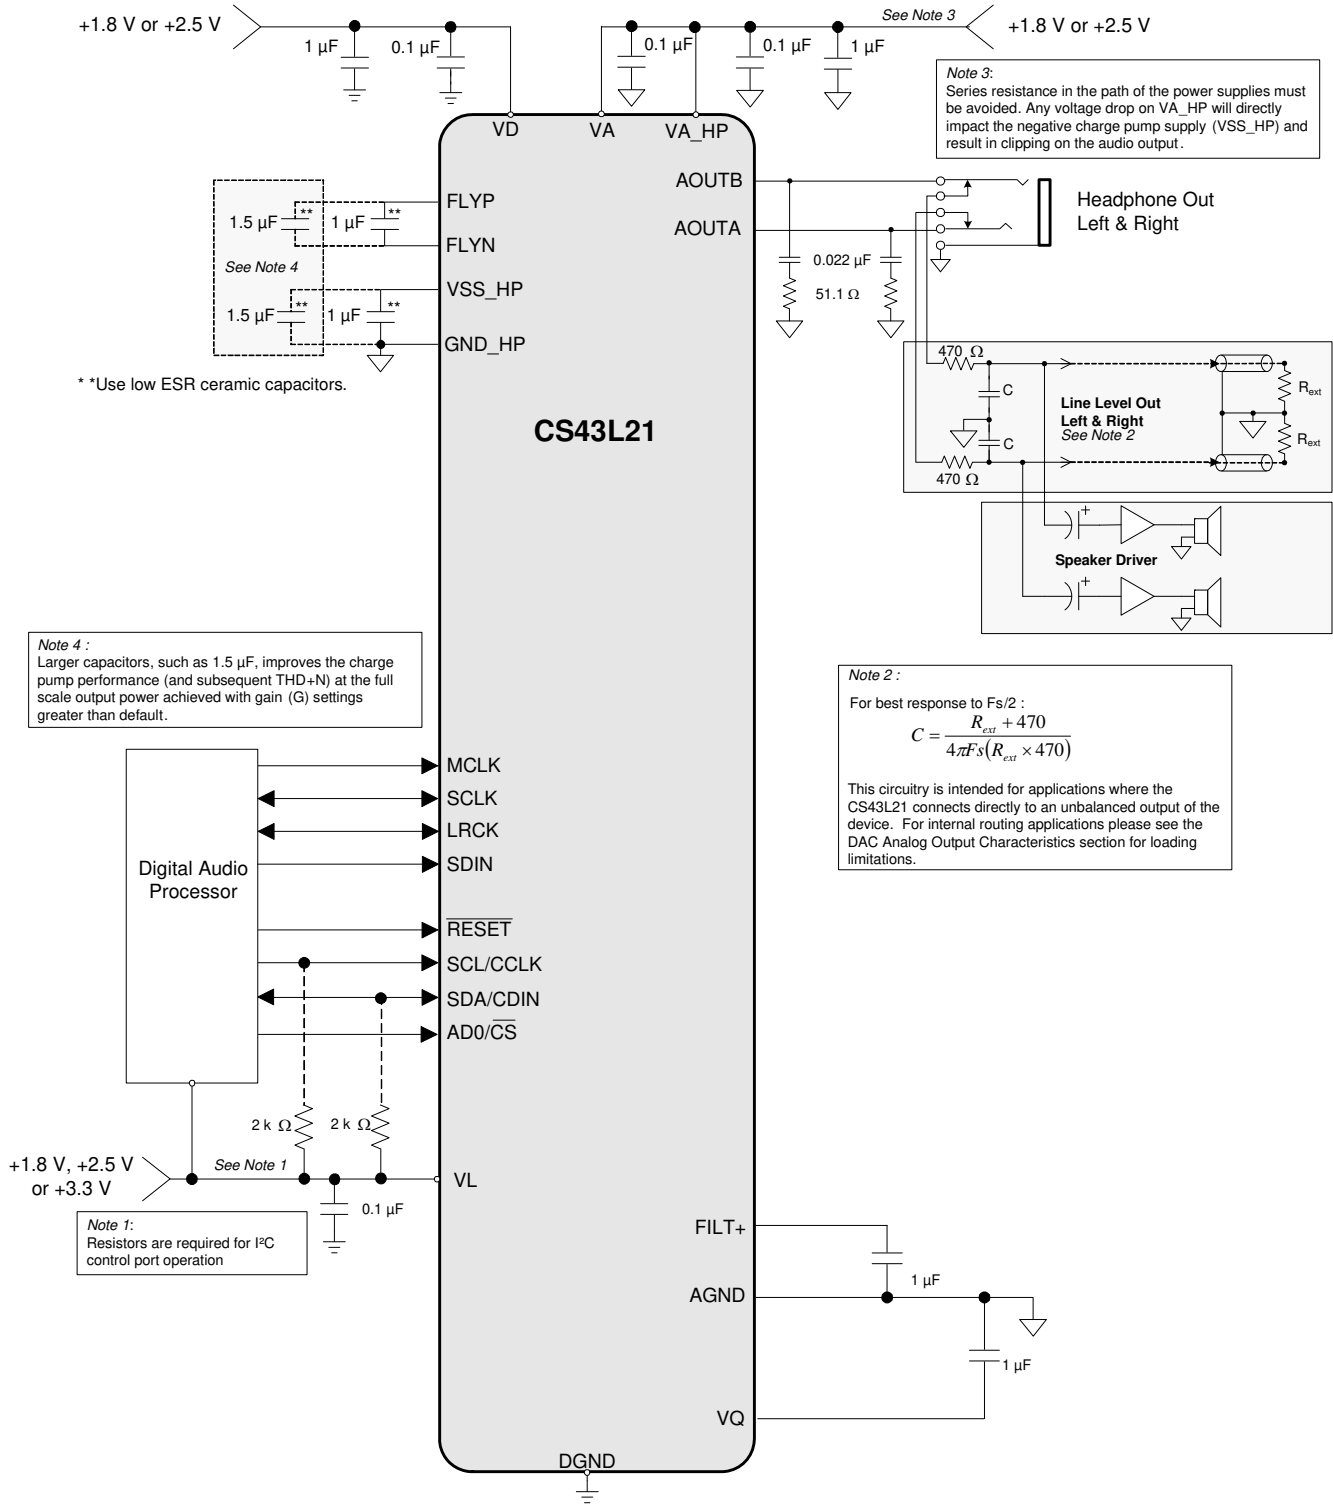 +1.8 V or +2.5 V
1 µF
0.1 µF
0.1 µF
0.1 µF
1 µF
See Note 3
+1.8 V or +2.5 V
Note 3:
Series resistance in the path of the power supplies must
be avoided. Any voltage drop on VA_HP will directly
impact the negative charge pump supply (VSS_HP) and
result in clipping on the audio output.
VD
VA
VA_HP
AOUTB
AOUTA
Headphone Out
Left & Right
0.022 µF
51.1 Ω
FLYP
FLYN
VSS_HP
GND_HP
1.5 µF
**
1 µF
**
See Note 4
1.5 µF
**
1 µF
**
* *Use low ESR ceramic capacitors.
CS43L21
470 Ω
C
C
470 Ω
Line Level Out
Left & Right
See Note 2
Rext
Rext
+
Speaker Driver
+
Note 4 :
Larger capacitors, such as 1.5 µF, improves the charge
pump performance (and subsequent THD+N) at the full
scale output power achieved with gain (G) settings
greater than default.
Note 2 :
For best response to Fs/2 :
C = (Rext + 470) / (4πFs(Rext × 470))
This circuitry is intended for applications where the
CS43L21 connects directly to an unbalanced output of the
device. For internal routing applications please see the
DAC Analog Output Characteristics section for loading
limitations.
Digital Audio
Processor
MCLK
SCLK
LRCK
SDIN
RESET
SCL/CCLK
SDA/CDIN
AD0/CS
2 k Ω
2 k Ω
+1.8 V, +2.5 V
or +3.3 V
See Note 1
VL
0.1 µF
Note 1:
Resistors are required for I²C
control port operation
FILT+
1 µF
AGND
1 µF
VQ
DGND